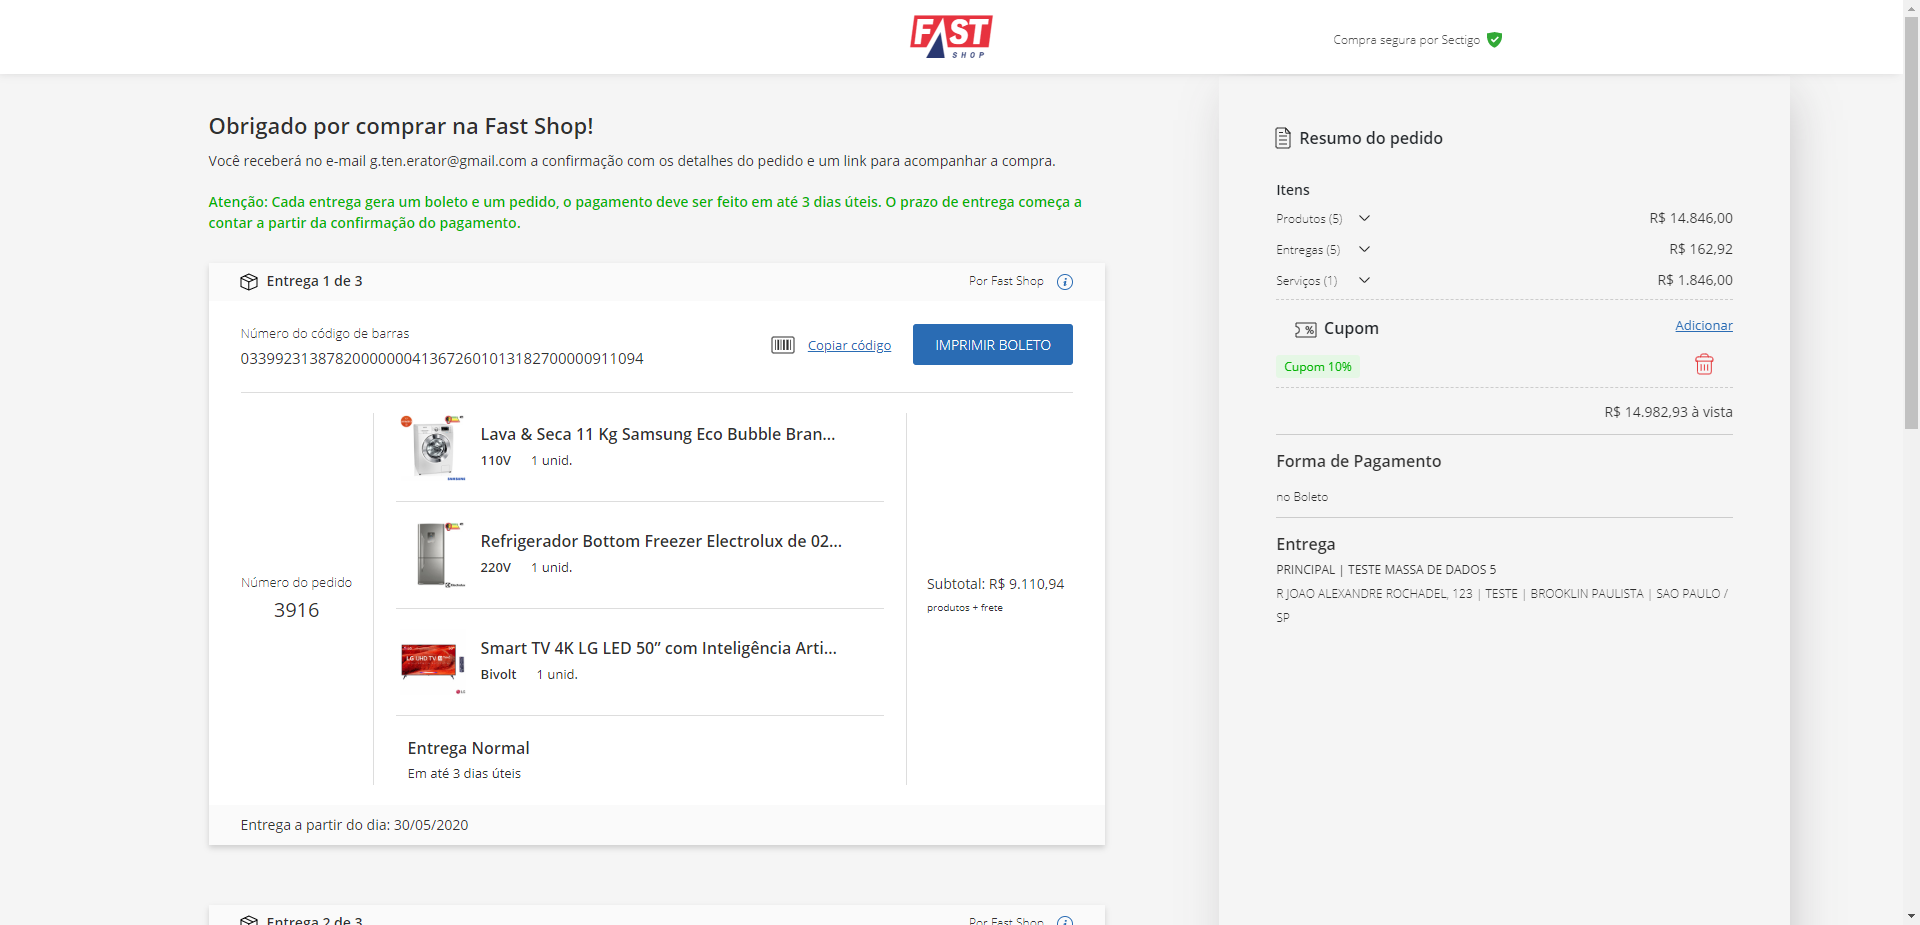 FAST
SHOP
Compra segura por Sectigo
Obrigado por comprar na Fast Shop!
Você receberá no e-mail g.ten.erator@gmail.com a confirmação com os detalhes do pedido e um link para acompanhar a compra.
Atenção: Cada entrega gera um boleto e um pedido, o pagamento deve ser feito em até 3 dias úteis. O prazo de entrega começa a
contar a partir da confirmação do pagamento.
Entrega 1 de 3
Por Fast Shop
Número do código de barras
03399231387820000000413672601013182700000911094
Copiar código
IMPRIMIR BOLETO
Número do pedido
3916
Lava & Seca 11 Kg Samsung Eco Bubble Bran...
110V 1 unid.
Refrigerador Bottom Freezer Electrolux de 02...
220V 1 unid.
Smart TV 4K LG LED 50” com Inteligência Arti...
Bivolt 1 unid.
Entrega Normal
Em até 3 dias úteis
Subtotal: R$ 9.110,94
produtos + frete
Entrega a partir do dia: 30/05/2020
Entrega 2 de 3
Por Fast Shop
Resumo do pedido
Itens
Produtos (5) R$ 14.846,00
Entregas (5) R$ 162,92
Serviços (1) R$ 1.846,00
Cupom
Adicionar
Cupom 10%
R$ 14.982,93 à vista
Forma de Pagamento
no Boleto
Entrega
PRINCIPAL | TESTE MASSA DE DADOS 5
R JOAO ALEXANDRE ROCHADEL, 123 | TESTE | BROOKLIN PAULISTA | SAO PAULO /
SP